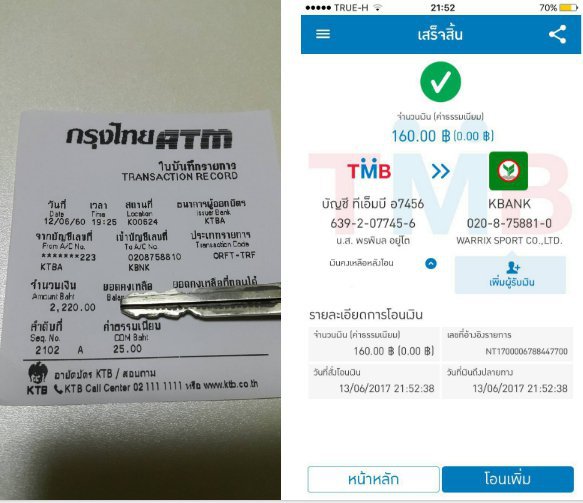 กรุงไทย ATM
ใบบันทึกรายการ
TRANSACTION RECORD
วันที่ เวลา สถานที่ ธนาคารผู้ออกบัตร
Date Time Location Issuer Bank
12/06/60 19:25 K00624 KTBA
จากบัญชีเลขที่ เข้าบัญชีเลขที่ ประเภทรายการ
From A/C No. To A/C No. Transaction Code
*******223 0208758810 ORFT-TRF
KTBA KBNK
จำนวนเงิน ยอดคงเหลือ ยอดคงเหลือที่ถอนได้
Amount Baht
2,220.00
ลำดับที่ ค่าธรรมเนียม
Seq. No. CDM Baht
2102 A 25.00
KTB อายัดบัตร KTB / สอบถาม
KTB Call Center 02 111 1111 หรือ www.ktb.co.th
TRUE-H 21:52 70%
เสร็จสิ้น
จำนวนเงิน (ค่าธรรมเนียม)
160.00 ฿ (0.00 ฿)
TMB
TMB KBANK
บัญชี ทีเอ็มบี อ7456
639-2-07745-6 020-8-75881-0
น.ส. พรพิมล อยู่โต WARRIX SPORT CO.,LTD.
เงินคงเหลือหลังโอน
เพิ่มผู้รับเงิน
รายละเอียดการโอนเงิน
จำนวนเงิน (ค่าธรรมเนียม) เลขที่อ้างอิงรายการ
160.00 ฿ (0.00 ฿) NT1700006788447700
วันที่สั่งโอนเงิน วันที่เงินถึงปลายทาง
13/06/2017 21:52:38 13/06/2017 21:52:38
หน้าหลัก โอนเพิ่ม